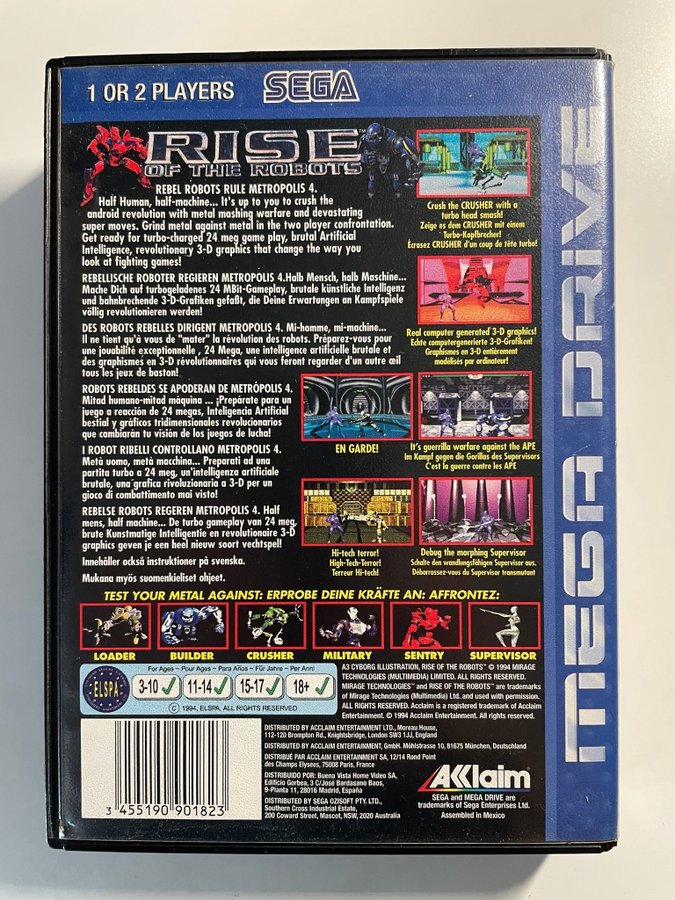 1 OR 2 PLAYERS
SEGA
RISE
OF THE ROBOTS
REBEL ROBOTS RULE METROPOLIS 4.
Half Human, half-machine... It's up to you to crush the
android revolution with metal mashing warfare and devastating
super moves. Grind metal against metal in the two player confrontation.
Get ready for turbo-charged 24 meg game play, brutal Artificial
Intelligence, revolutionary 3-D graphics that change the way you
look at fighting games!
REBELLISCHE ROBOTER REGIEREN METROPOLIS 4.Halb Mensch, halb Maschine...
Mache Dich auf turbogeladenes 24 MBit-Gameplay, brutale künstliche Intelligenz
und bahnbrechende 3-D-Grafiken gefaßt, die Deine Erwartungen an Kampfspiele
völlig revolutionieren werden!
DES ROBOTS REBELLES DIRIGENT METROPOLIS 4. Mi-homme, mi-machine...
Il ne tient qu'à vous de "mater" la révolution des robots. Préparez-vous pour
une jouabilité exceptionnelle , 24 Mega, une intelligence artificielle brutale et
des graphismes en 3-D révolutionnaires qui vous feront regarder d'un autre œil
tous les jeux de baston!
ROBOTS REBELDES SE APODERAN DE METRÓPOLIS 4.
Mitad humano-mitad máquina ... ¡Prepárate para un
juego a reacción de 24 megas, Inteligencia Artificial
bestial y gráficos tridimensionales revolucionarios
que cambiarán tu visión de los juegos de lucha!
I ROBOT RIBELLI CONTROLLANO METROPOLIS 4.
Metà uomo, metà macchina... Preparati ad una
partita turbo a 24 meg, un'intelligenza artificiale
brutale, una grafica rivoluzionaria a 3-D per un
gioco di combattimento mai visto!
REBELSE ROBOTS REGEREN METROPOLIS 4. Half
mens, half machine... De turbo gameplay van 24 meg,
brute Kunstmatige Intelligentie en revolutionaire 3-D
graphics geven je een heel nieuw soort vechtspel!
Innehåller också instruktioner på svenska.
Mukana myös suomenkieliset ohjeet.
Crush the CRUSHER with a
turbo head smash!
Zeige es dem CRUSHER mit einem
Turbo-Kopfbrecher!
Écrasez CRUSHER d'un coup de tête turbo!
Real computer generated 3-D graphics!
Echte computergenerierte 3-D-Grafiken!
Graphismes en 3-D entièrement
modélisés par ordinateur!
EN GARDE!
It's guerrilla warfare against the APE
Im Kampf gegen die Gorilas des Supervisors
C'est la guerre contre les APE
Hi-tech terror!
High-Tech-Terror!
Terreur Hi-tech!
Debug the morphing Supervisor
Schalte den wandlungsfähigen Supervisor aus.
Débarrassez-vous du Supervisor transmutant
TEST YOUR METAL AGAINST: ERPROBE DEINE KRÄFTE AN: AFFRONTEZ:
LOADER
BUILDER
CRUSHER
MILITARY
SENTRY
SUPERVISOR
ELSPA
For Ages ~ Pour Ages ~ Para Años ~ Für Jahre ~ Per Anni
3-10 ✓ 11-14 ✓ 15-17 ✓ 18+ ✓
© 1994, ELSPA, ALL RIGHTS RESERVED
3 455190 901823
A3 CYBORG ILLUSTRATION, RISE OF THE ROBOTS™ © 1994 MIRAGE
TECHNOLOGIES (MULTIMEDIA) LIMITED. ALL RIGHTS RESERVED.
MIRAGE TECHNOLOGIES™ and RISE OF THE ROBOTS™ are trademarks
of Mirage Technologies (Multimedia) Ltd. and used with permission.
ALL RIGHTS RESERVED. Acclaim is a registered trademark of Acclaim
Entertainment. © 1994 Acclaim Entertainment. All rights reserved.
DISTRIBUTED BY ACCLAIM ENTERTAINMENT LTD., Moreau House,
112-120 Brompton Rd., Knightsbridge, London SW3 1JJ, England
DISTRIBUTED BY ACCLAIM ENTERTAINMENT, GmbH. Möhlstrasse 10, 81675 München, Deutschland
DISTRIBUÉ PAR ACCLAIM ENTERTAINMENT SA, 12/14 Rond Point
des Champs Elysees, 75008 Paris, France
DISTRIBUIDO POR: Buena Vista Home Video SA,
Edificio Gorbea, 3 C/José Bardasano Baos,
9-Planta 11, 28016 Madrid, España
DISTRIBUTED BY SEGA OZISOFT PTY, LTD.,
Southern Cross Industrial Estate,
200 Coward Street, Mascot, NSW, 2020 Australia
AKKlaim
SEGA and MEGA DRIVE are
trademarks of Sega Enterprises Ltd.
Assembled in Mexico
MEGA DRIVE